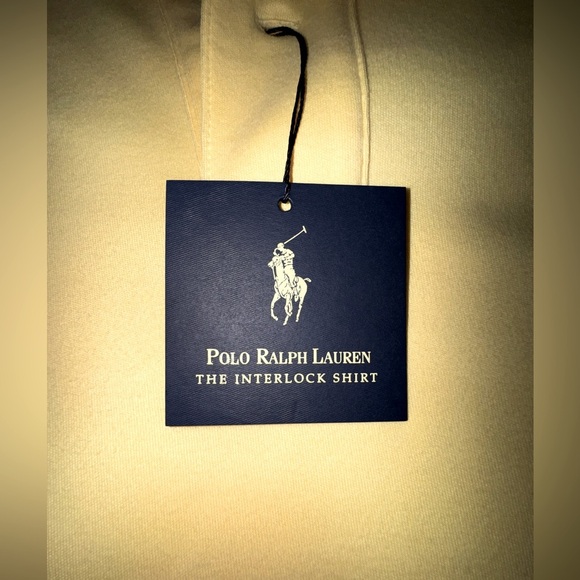 POLO RALPH LAUREN
THE INTERLOCK SHIRT